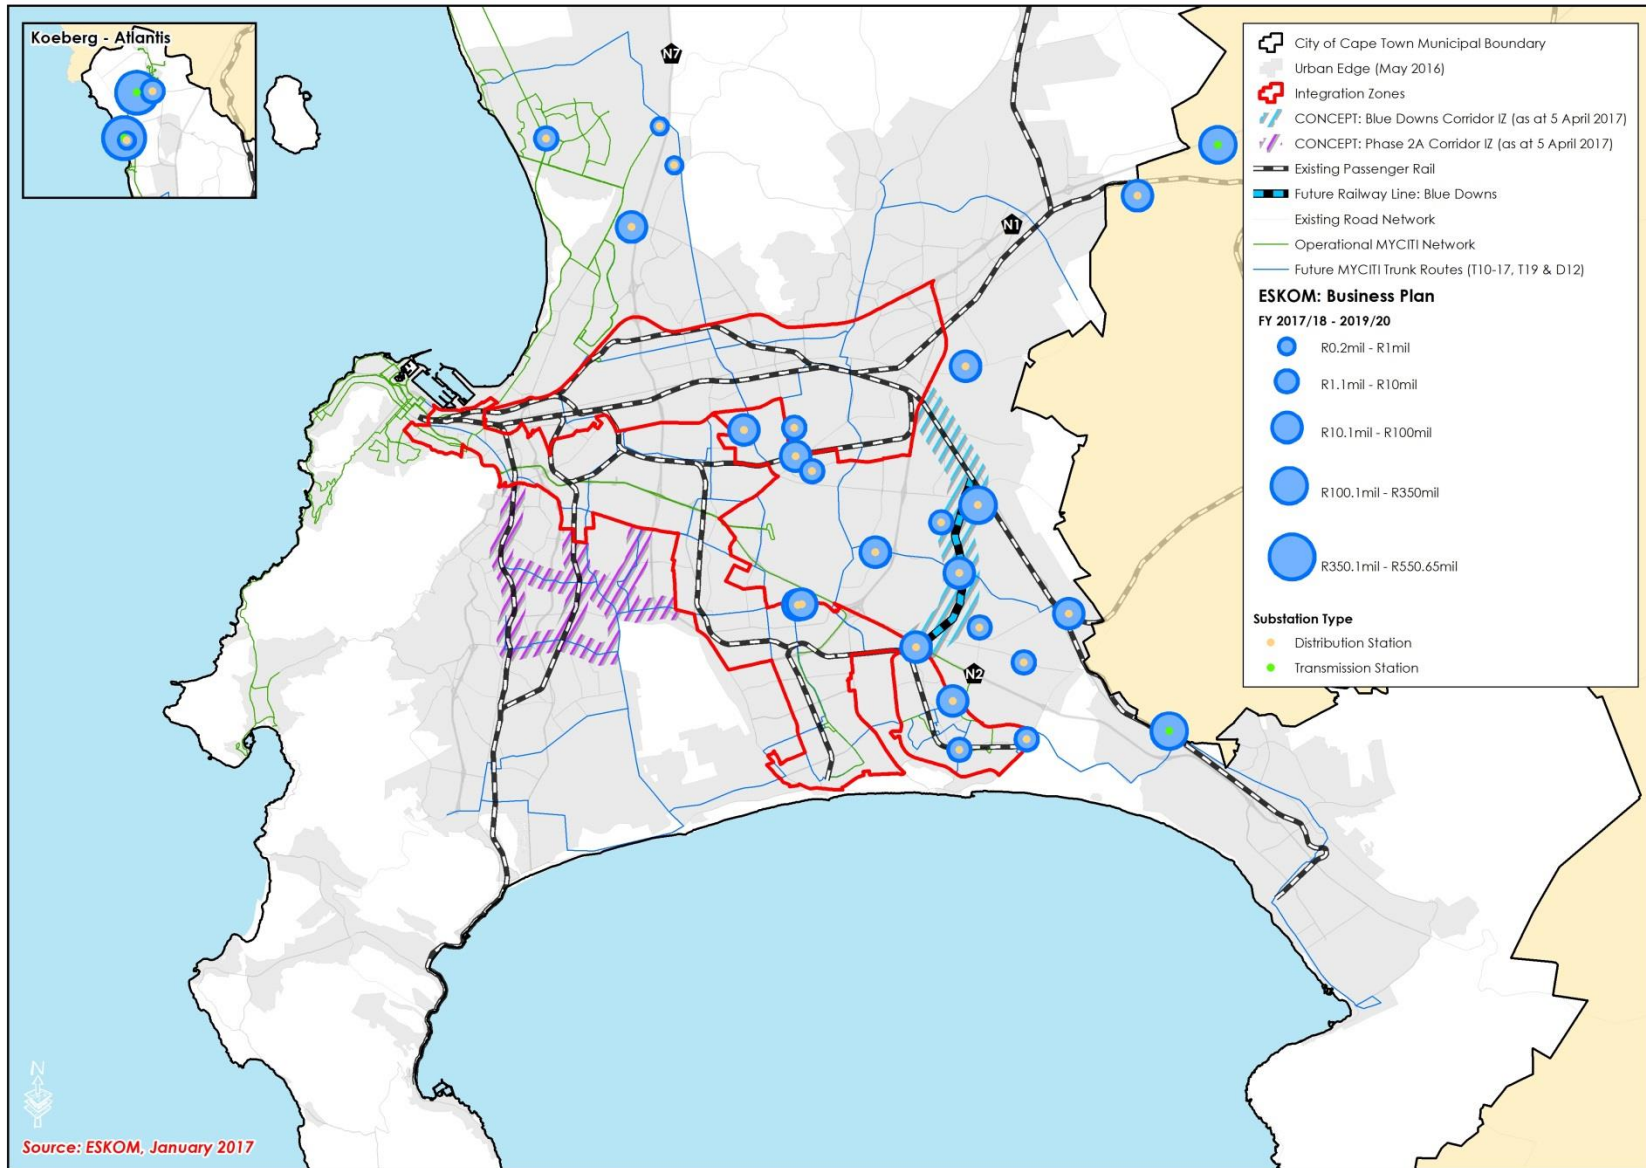 Koeberg - Atlantis
N7
N1
N2
City of Cape Town Municipal Boundary
Urban Edge (May 2016)
Integration Zones
CONCEPT: Blue Downs Corridor IZ (as at 5 April 2017)
CONCEPT: Phase 2A Corridor IZ (as at 5 April 2017)
Existing Passenger Rail
Future Railway Line: Blue Downs
Existing Road Network
Operational MYCITI Network
Future MYCITI Trunk Routes (T10-17, T19 & D12)
ESKOM: Business Plan
FY 2017/18 - 2019/20
R0.2mil - R1mil
R1.1mil - R10mil
R10.1mil - R100mil
R100.1mil - R350mil
R350.1mil - R550.65mil
Substation Type
Distribution Station
Transmission Station
N
Source: ESKOM, January 2017